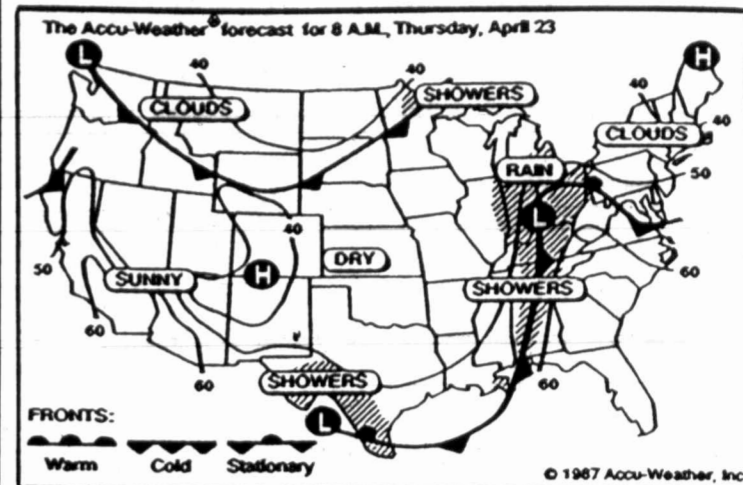 The Accu-Weather® forecast for 8 A.M., Thursday, April 23
L
H
40
40
40
CLOUDS
SHOWERS
CLOUDS
40
RAIN
50
L
40
50
SUNNY
H
DRY
60
SHOWERS
60
60
SHOWERS
60
L
FRONTS:
Warm Cold Stationary
© 1987 Accu-Weather, Inc